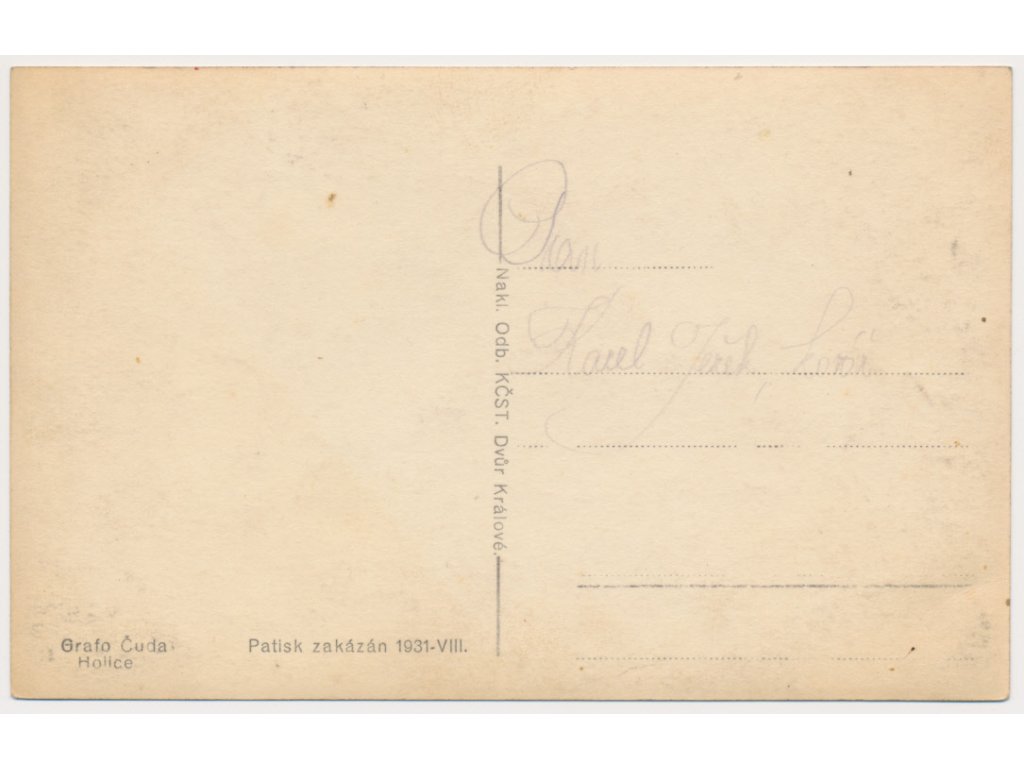 Pan
Karel
Nakl. Odb. KČST. Dvůr Králové.
Grafo Čuda
Holice
Patisk zakázán 1931-VIII.